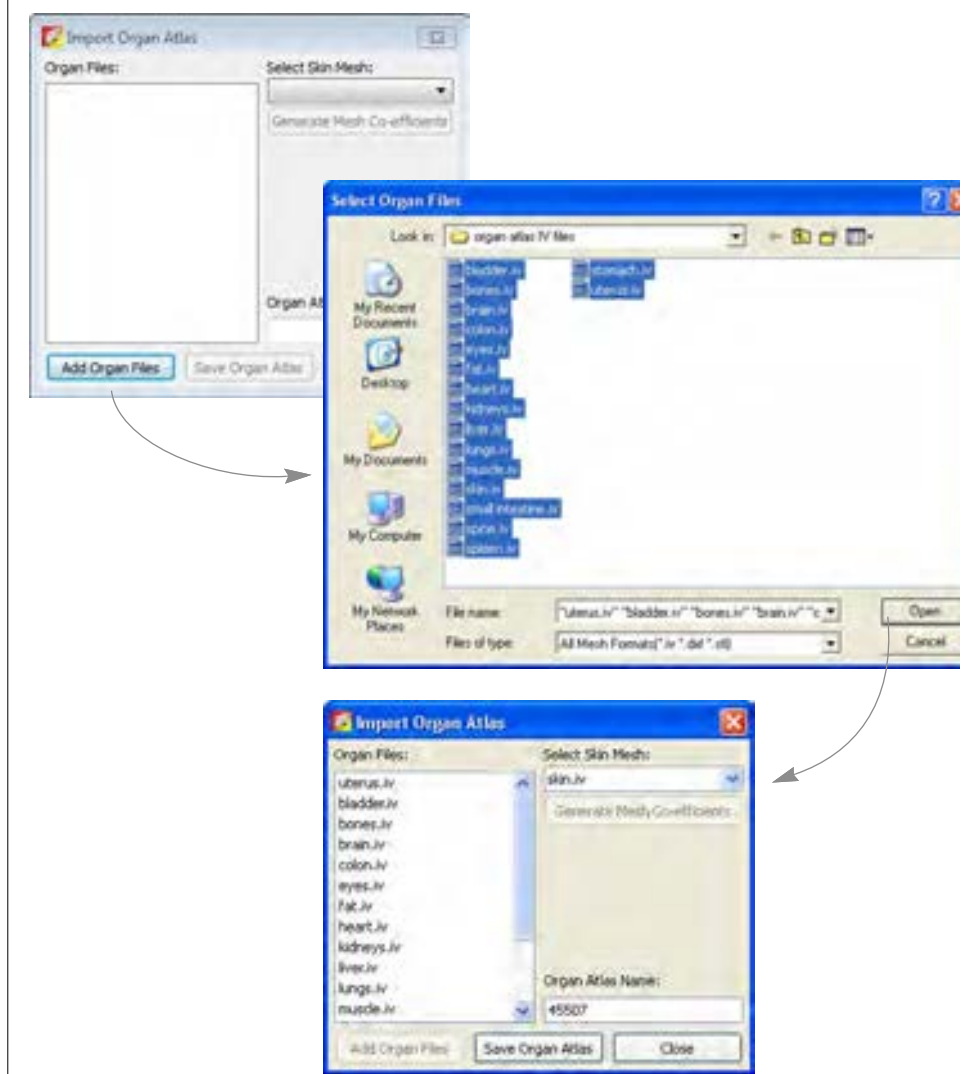 Import Organ Atlas
Organ Files:
Select Skin Mesh:
Generate Mesh Co-efficients
Organ At
Add Organ Files
Save Organ Atlas
Select Organ Files
Look in:
organ atlas IV files
My Recent
Documents
Desktop
My Documents
My Computer
My Network
Places
bladder.iv
bones.iv
brain.iv
colon.iv
eyes.iv
fat.iv
heart.iv
kidneys.iv
liver.iv
lungs.iv
muscle.iv
skin.iv
small intestine.iv
spine.iv
spleen.iv
stomach.iv
uterus.iv
File name:
"uterus.iv" "bladder.iv" "bones.iv" "brain.iv" "c
Open
Files of type:
All Mesh Formats(*.iv *.dxf *.stl)
Cancel
Import Organ Atlas
Organ Files:
uterus.iv
bladder.iv
bones.iv
brain.iv
colon.iv
eyes.iv
fat.iv
heart.iv
kidneys.iv
liver.iv
lungs.iv
muscle.iv
Select Skin Mesh:
skin.iv
Generate Mesh Co-efficients
Organ Atlas Name:
45507
Add Organ Files
Save Organ Atlas
Close